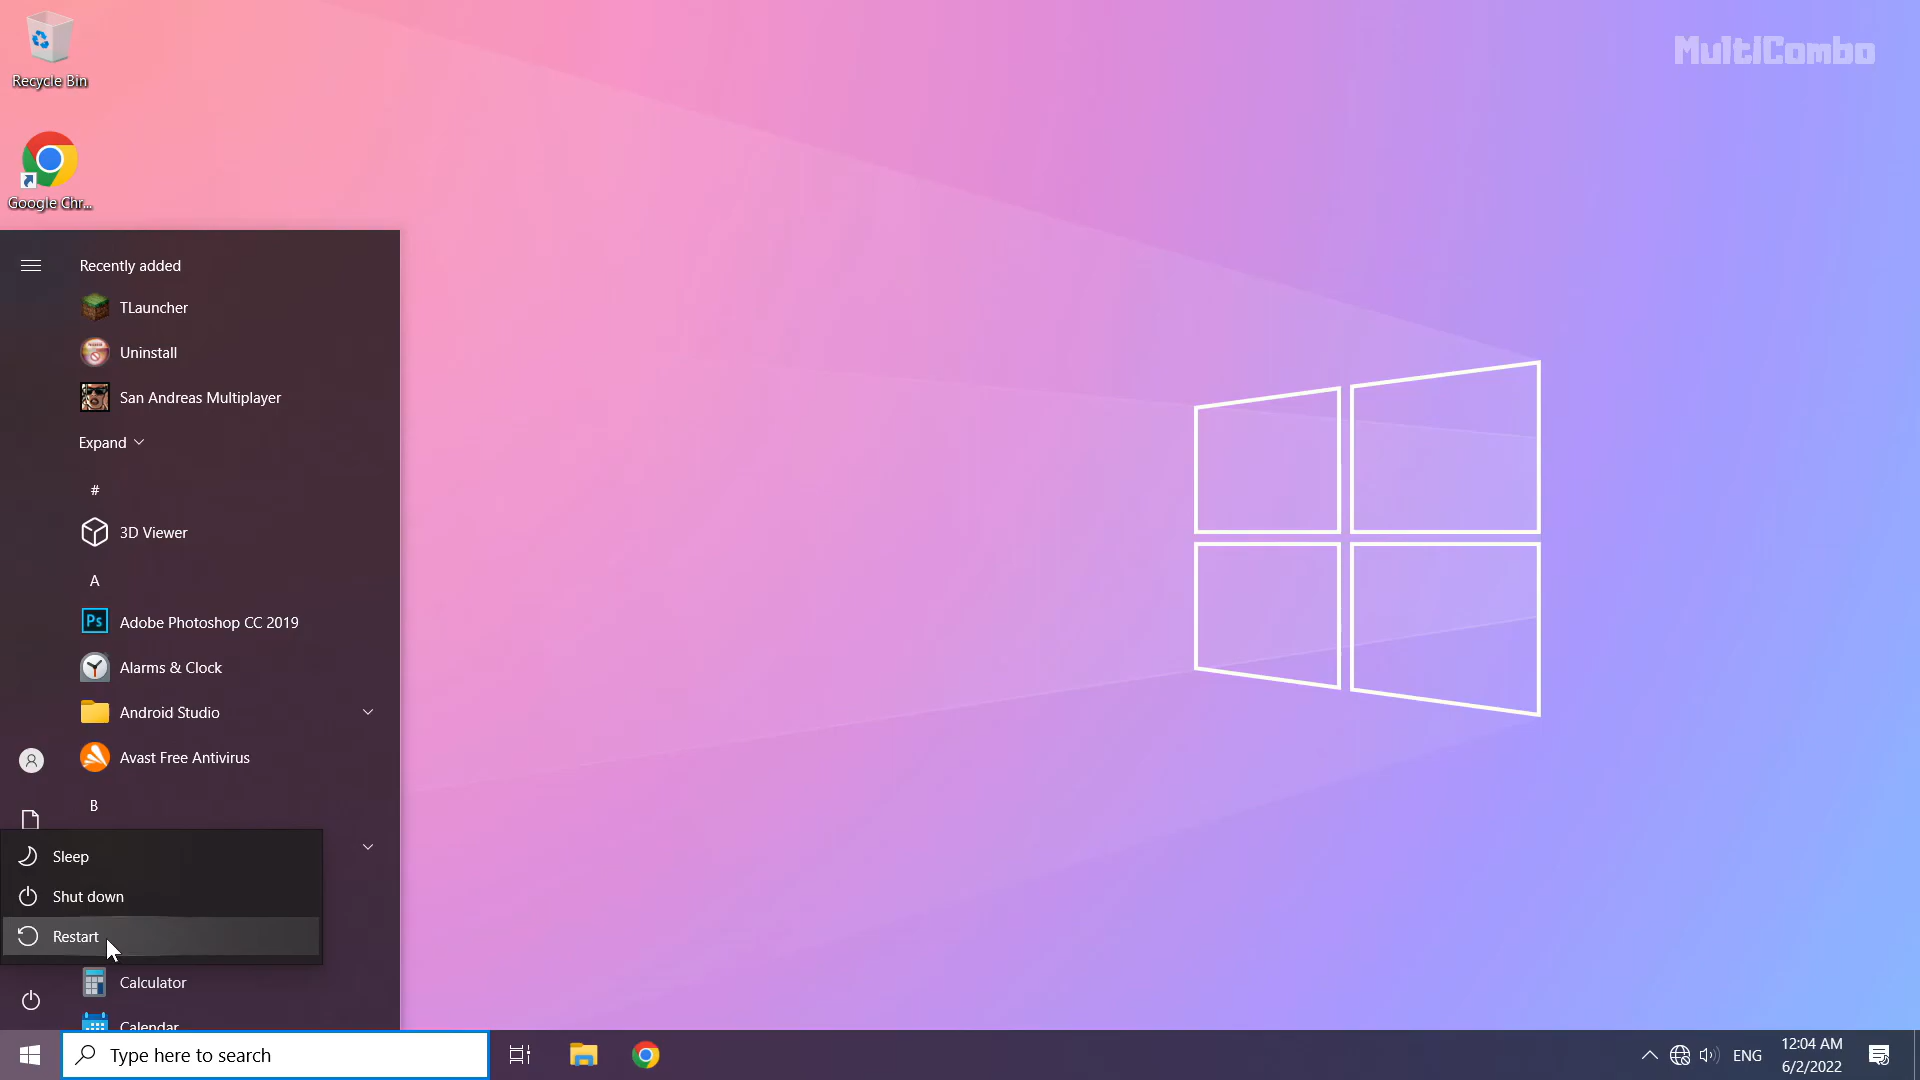 MultiCombo
Recycle Bin
Google Chr...
Recently added
TLauncher
Uninstall
San Andreas Multiplayer
Expand
#
3D Viewer
A
Ps
Adobe Photoshop CC 2019
Alarms & Clock
Android Studio
Avast Free Antivirus
B
Sleep
Shut down
Restart
Calculator
Calendar
Type here to search
ENG
12:04 AM
6/2/2022